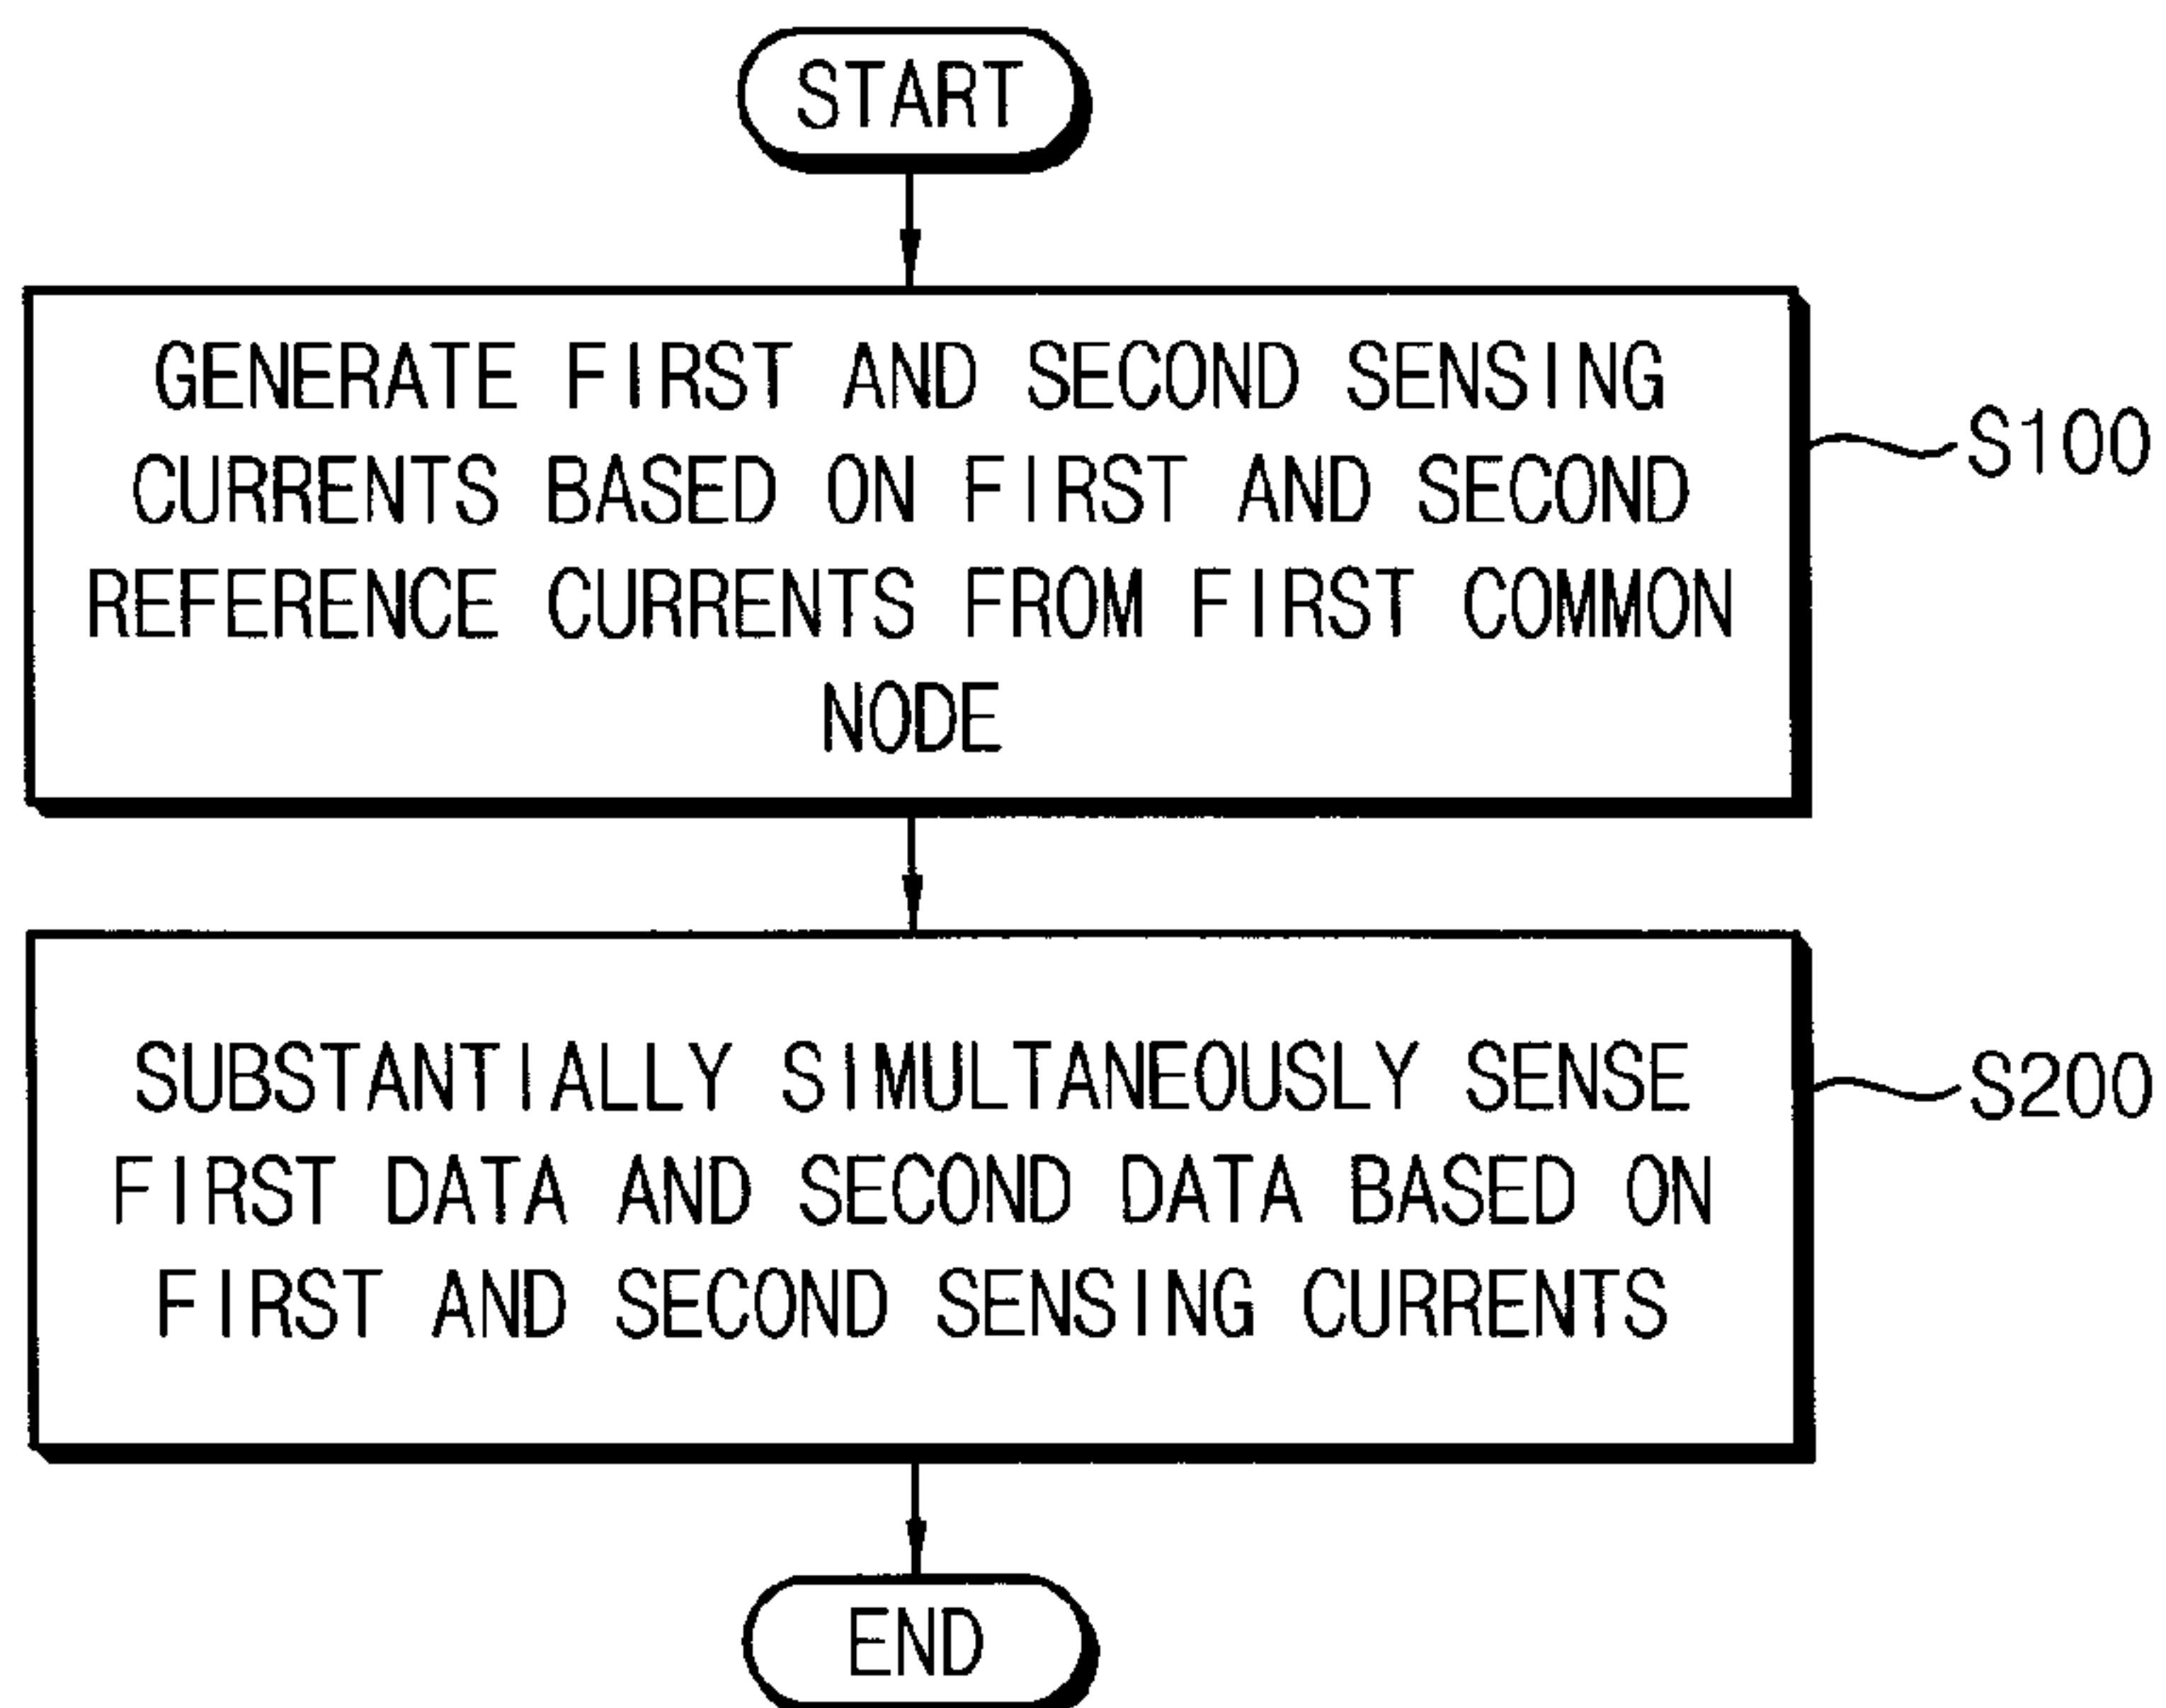 START
GENERATE FIRST AND SECOND SENSING
CURRENTS BASED ON FIRST AND SECOND
REFERENCE CURRENTS FROM FIRST COMMON
NODE
S100
SUBSTANTIALLY SIMULTANEOUSLY SENSE
FIRST DATA AND SECOND DATA BASED ON
FIRST AND SECOND SENSING CURRENTS
S200
END